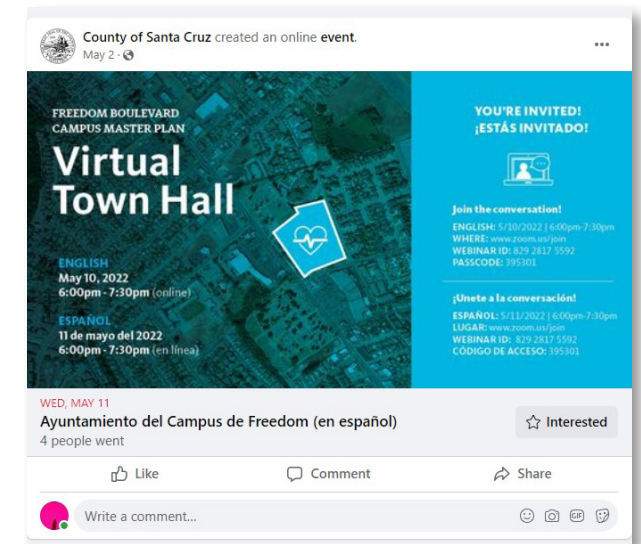 County of Santa Cruz created an online event.
May 2 ·
FREEDOM BOULEVARD
CAMPUS MASTER PLAN
Virtual
Town Hall
ENGLISH
May 10, 2022
6:00pm - 7:30pm (online)
ESPAÑOL
11 de mayo del 2022
6:00pm - 7:30pm (en línea)
YOU'RE INVITED!
¡ESTÁS INVITADO!
Join the conversation!
ENGLISH: 5/10/2022 | 6:00pm-7:30pm
WHERE: www.zoom.us/join
WEBINAR ID: 829 2817 5592
PASSCODE: 395301
¡Unete a la conversación!
ESPAÑOL: 5/11/2022 | 6:00pm-7:30pm
LUGAR: www.zoom.us/join
WEBINAR ID: 829 2817 5592
CÓDIGO DE ACCESO: 395301
WED, MAY 11
Ayuntamiento del Campus de Freedom (en español)
4 people went
Interested
Like Comment Share
Write a comment...
GIF